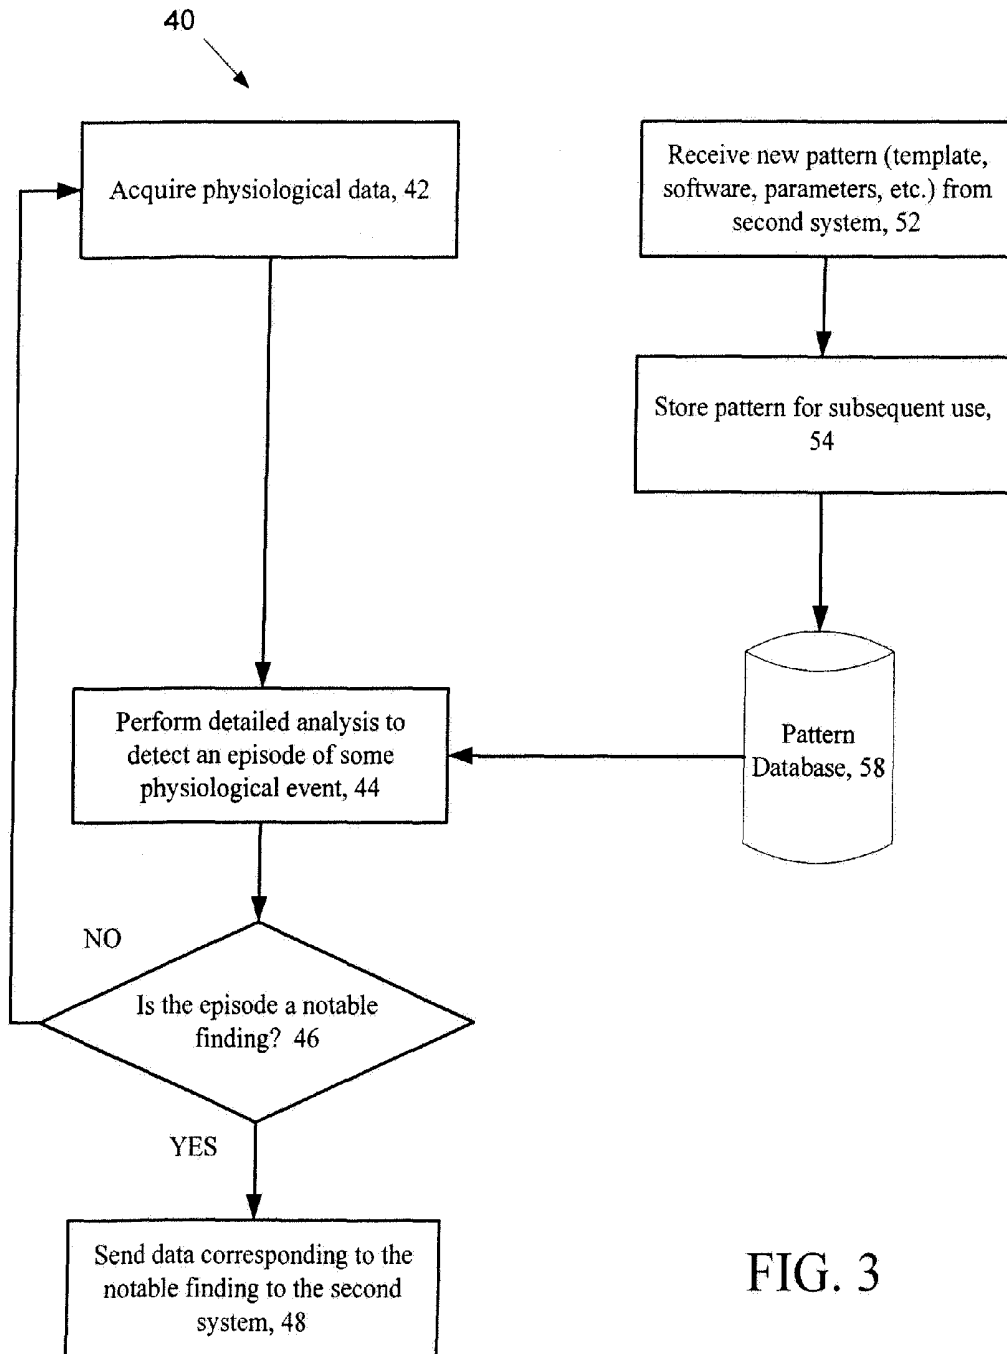 40
Acquire physiological data, 42
Receive new pattern (template,
software, parameters, etc.) from
second system, 52
Store pattern for subsequent use,
54
Perform detailed analysis to
detect an episode of some
physiological event, 44
Pattern
Database, 58
NO
Is the episode a notable
finding? 46
YES
Send data corresponding to the
notable finding to the second
system, 48
FIG. 3